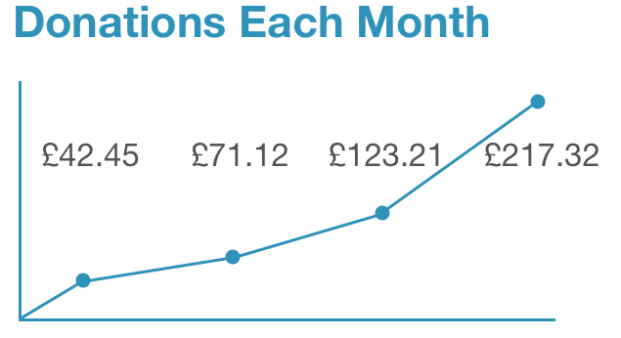 Donations Each Month
£42.45 £71.12 £123.21 £217.32